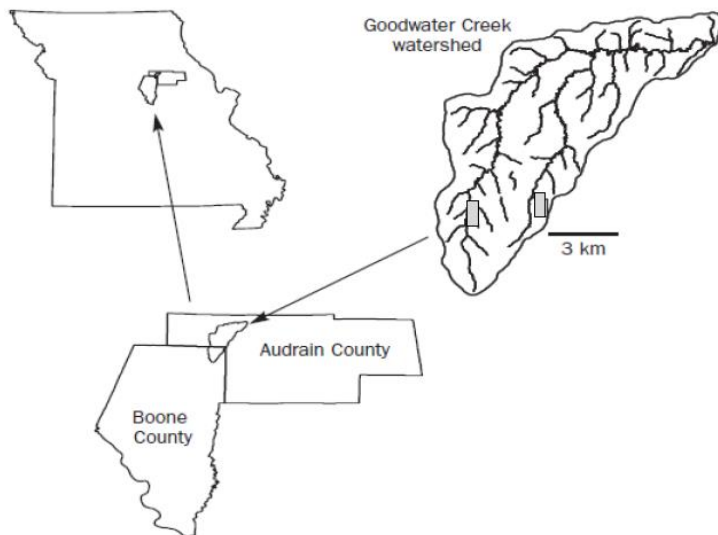 Goodwater Creek
watershed
3 km
Audrain County
Boone
County